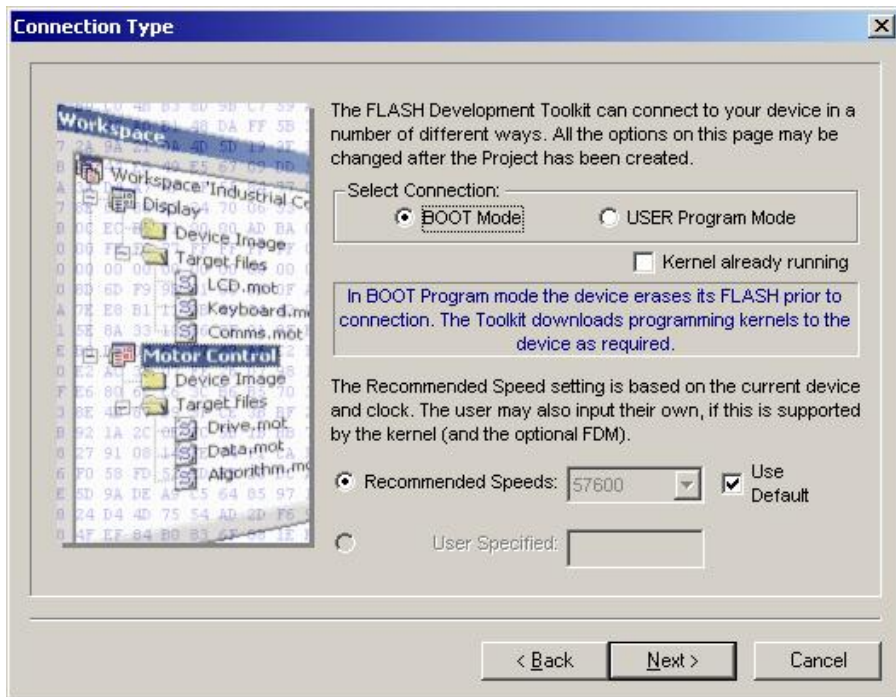 Connection Type
Workspace
Workspace 'Industrial Co
Display
Device Image
Target files
LCD.mot
Keyboard.mo
Comms.mot
Motor Control
Device Image
Target files
Drive.mot
Data.mot
Algorithm.mo
The FLASH Development Toolkit can connect to your device in a
number of different ways. All the options on this page may be
changed after the Project has been created.
Select Connection:
BOOT Mode
USER Program Mode
Kernel already running
In BOOT Program mode the device erases its FLASH prior to
connection. The Toolkit downloads programming kernels to the
device as required.
The Recommended Speed setting is based on the current device
and clock. The user may also input their own, if this is supported
by the kernel (and the optional FDM).
Recommended Speeds:
57600
Use
Default
User Specified:
< Back
Next >
Cancel